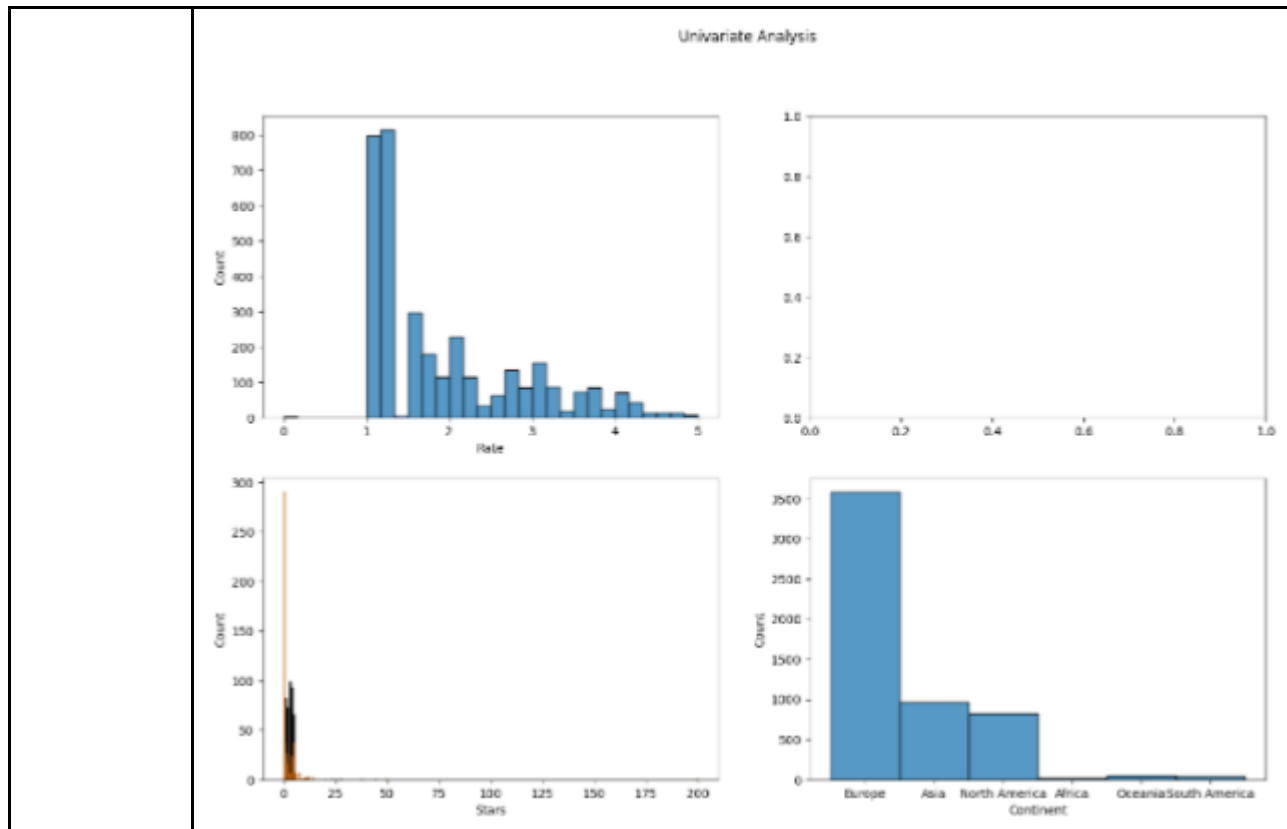 Univariate Analysis
800
700
600
500
400
300
200
100
0
Count
0 1 2 3 4 5
Rate
1.0
0.8
0.6
0.4
0.2
0.0
0.0 0.2 0.4 0.6 0.8 1.0
300
250
200
150
100
50
0
Count
0 25 50 75 100 125 150 175 200
Stars
3500
3000
2500
2000
1500
1000
500
0
Count
Europe Asia North America Africa Oceania South America
Continent